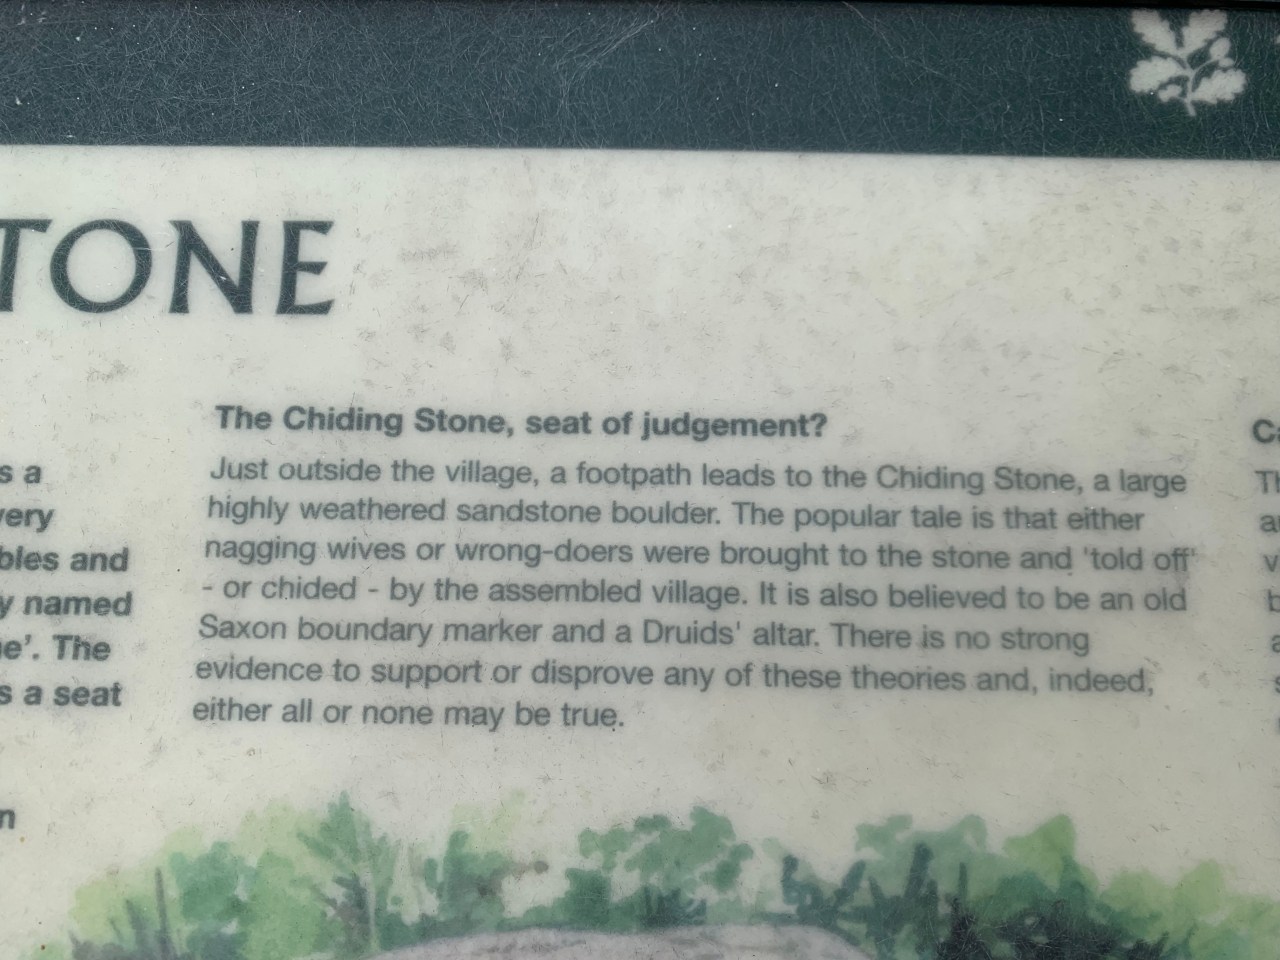 TONE
s a
very
bles and
y named
e'. The
s a seat
n
The Chiding Stone, seat of judgement?
Just outside the village, a footpath leads to the Chiding Stone, a large
highly weathered sandstone boulder. The popular tale is that either
nagging wives or wrong-doers were brought to the stone and 'told off'
- or chided - by the assembled village. It is also believed to be an old
Saxon boundary marker and a Druids' altar. There is no strong
evidence to support or disprove any of these theories and, indeed,
either all or none may be true.
Ca
Th
a
v
b
a
s